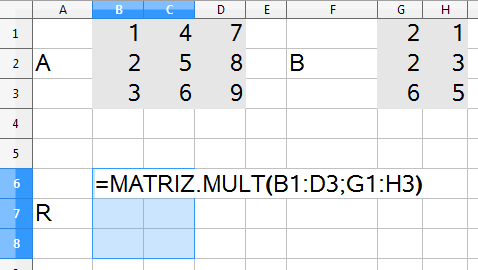 A B C D E F G H
1 1 4 7 2 1
2 A 2 5 8 B 2 3
3 3 6 9 6 5
4
5
6 =MATRIZ.MULT(B1:D3;G1:H3)
7 R
8